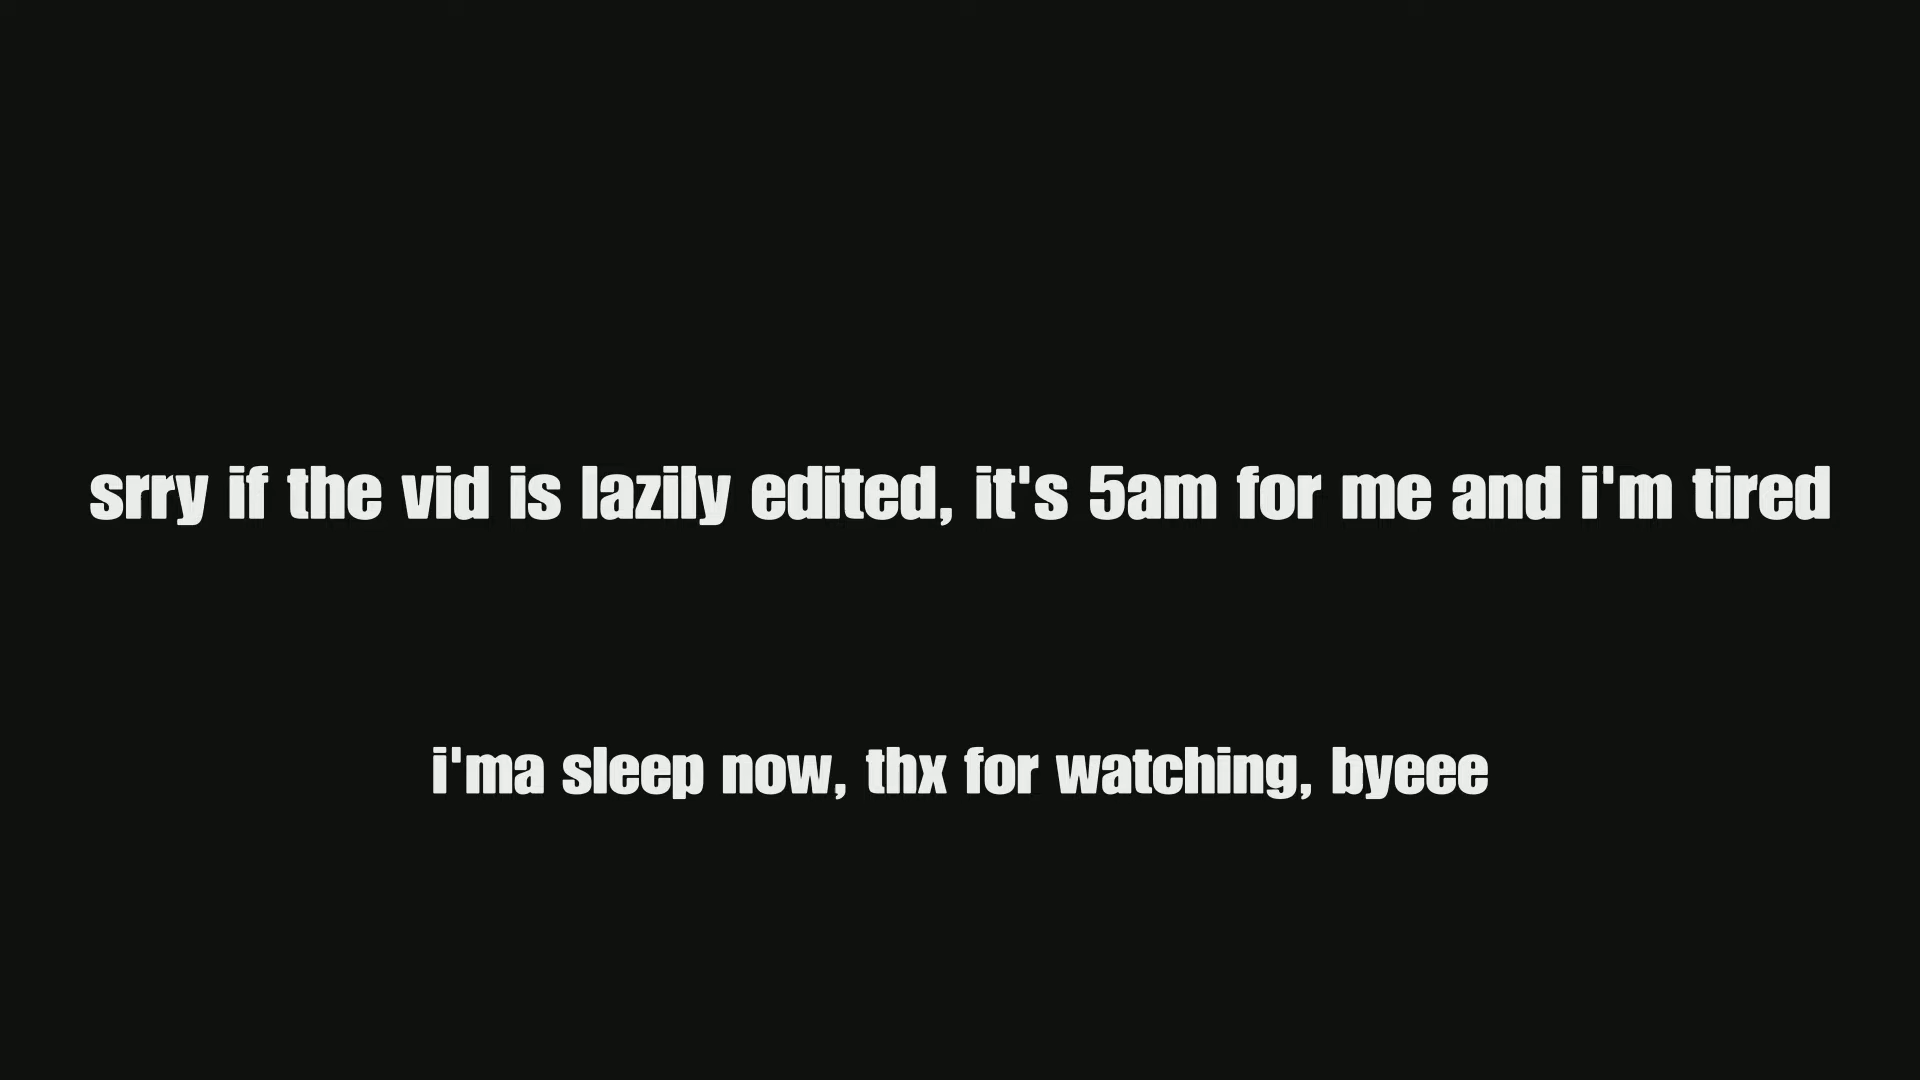 srry if the vid is lazily edited, it's 5am for me and i'm tired
i'ma sleep now, thx for watching, byeee